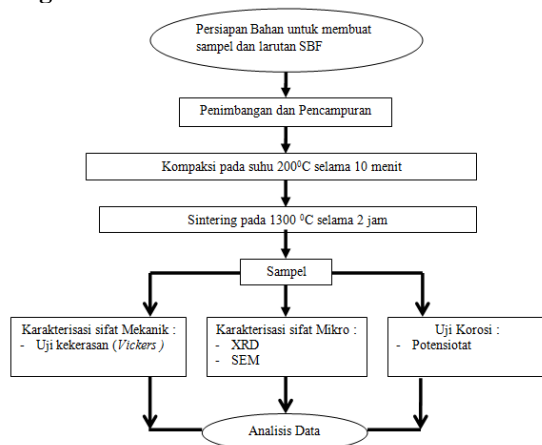 Persiapan Bahan untuk membuat
sampel dan larutan SBF
Penimbangan dan Pencampuran
Kompaksi pada suhu 200⁰C selama 10 menit
Sintering pada 1300 ⁰C selama 2 jam
Sampel
Karakterisasi sifat Mekanik :
- Uji kekerasan (Vickers )
Karakterisasi sifat Mikro :
- XRD
- SEM
Uji Korosi :
- Potensiotat
Analisis Data